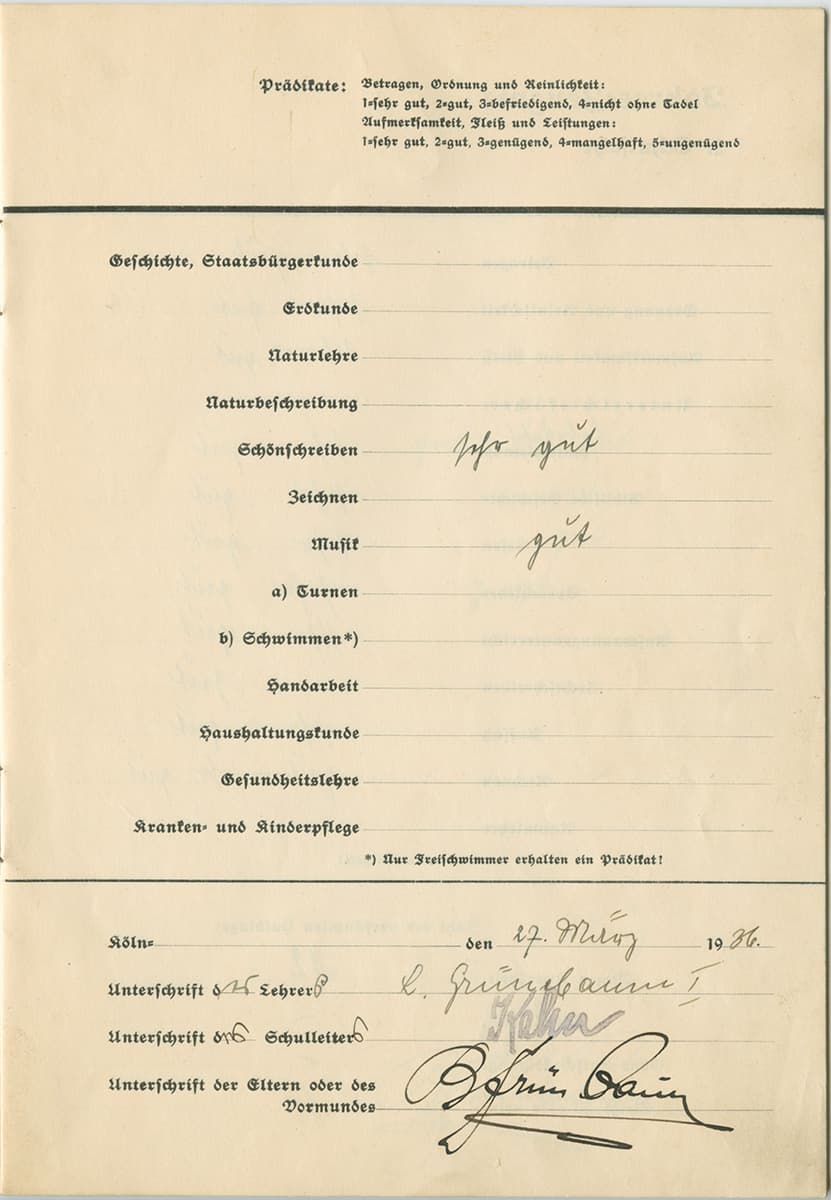 Prädikate: Betragen, Ordnung und Reinlichkeit:
1=sehr gut, 2=gut, 3=befriedigend, 4=nicht ohne Tadel
Aufmerksamkeit, Fleiß und Leistungen:
1=sehr gut, 2=gut, 3=genügend, 4=mangelhaft, 5=ungenügend
Geschichte, Staatsbürgerkunde
Erdkunde
Naturlehre
Naturbeschreibung
Schönschreiben sehr gut
Zeichnen
Musik gut
a) Turnen
b) Schwimmen*)
Handarbeit
Haushaltungskunde
Gesundheitslehre
Kranken- und Kinderpflege
*) Nur Freischwimmer erhalten ein Prädikat!
Köln- den 27. März 1936.
Unterschrift des Lehrers L. Grünebaum I
Unterschrift des Schulleiters Kahn
Unterschrift der Eltern oder des
Vormundes B. Grünbaum